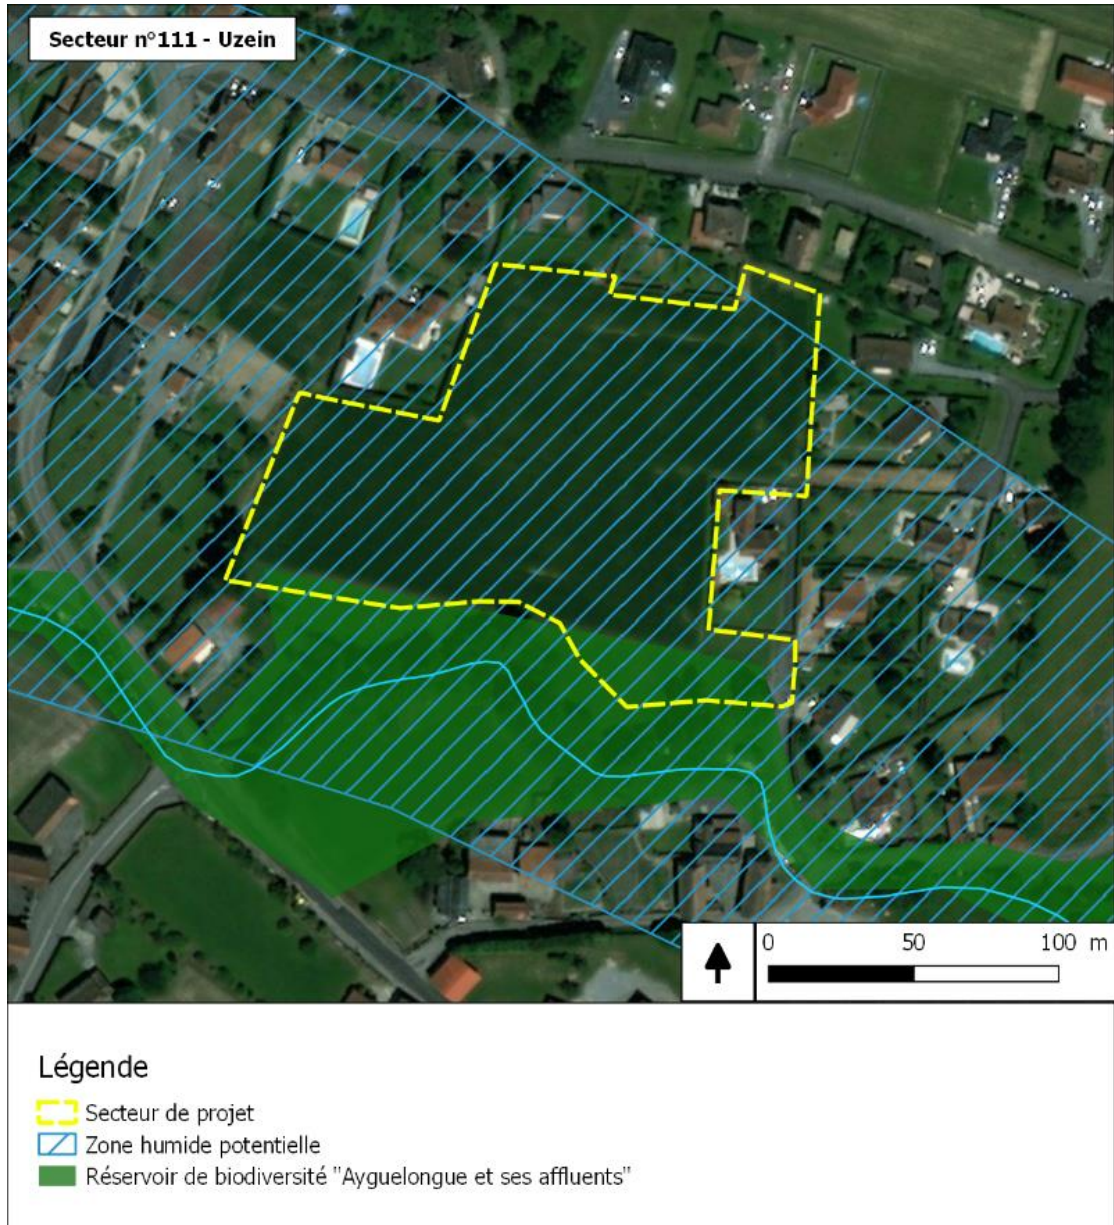 Secteur n°111 - Uzein
0 50 100 m
Légende
Secteur de projet
Zone humide potentielle
Réservoir de biodiversité "Ayguelongue et ses affluents"